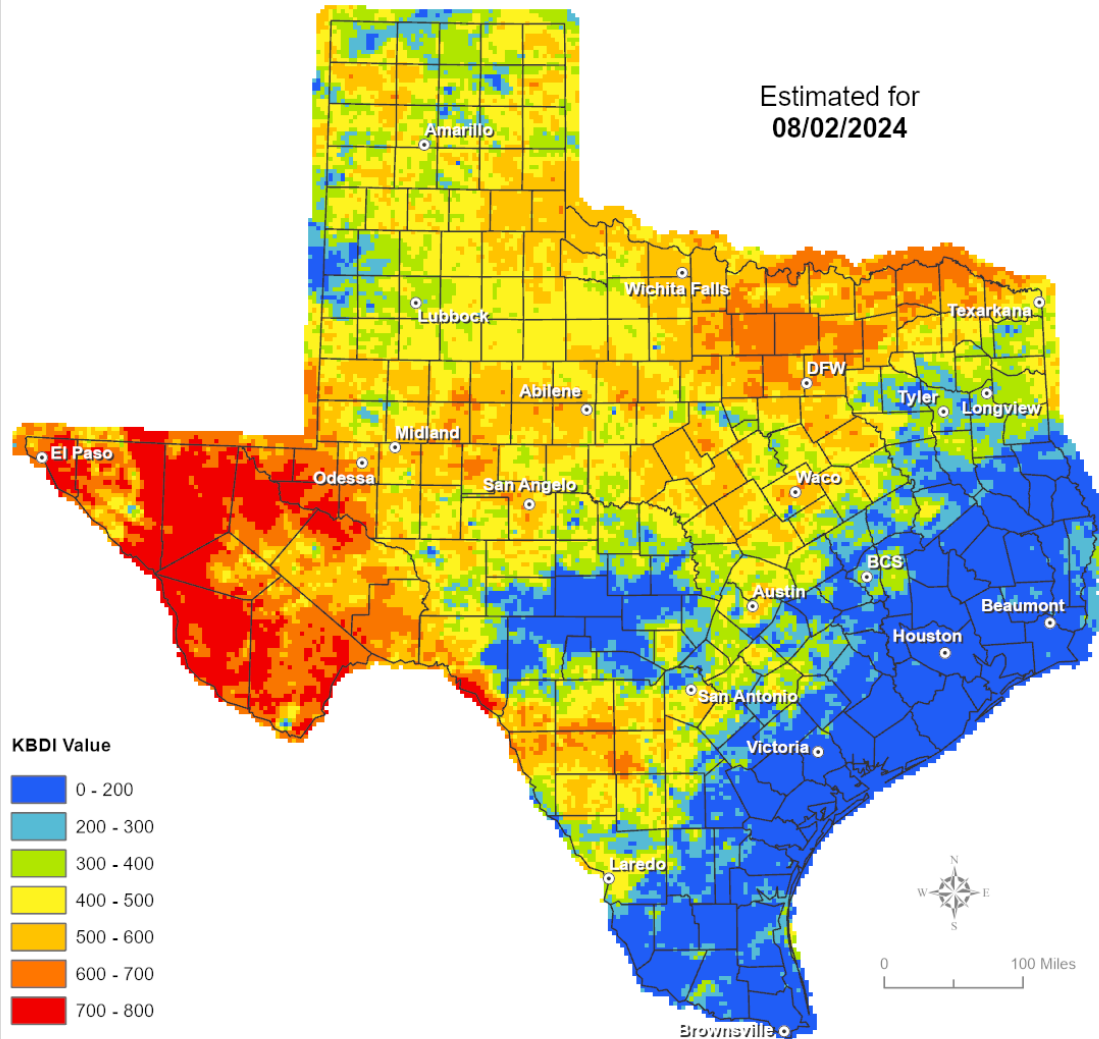 Estimated for
08/02/2024
Amarillo
Wichita Falls
Lubbock
Texarkana
DFW
Abilene
Tyler
Longview
Midland
El Paso
Odessa
San Angelo
Waco
BCS
Austin
Beaumont
Houston
San Antonio
Victoria
KBDI Value
0 - 200
200 - 300
300 - 400
400 - 500
500 - 600
600 - 700
700 - 800
Laredo
N
W E
S
0 100 Miles
Brownsville